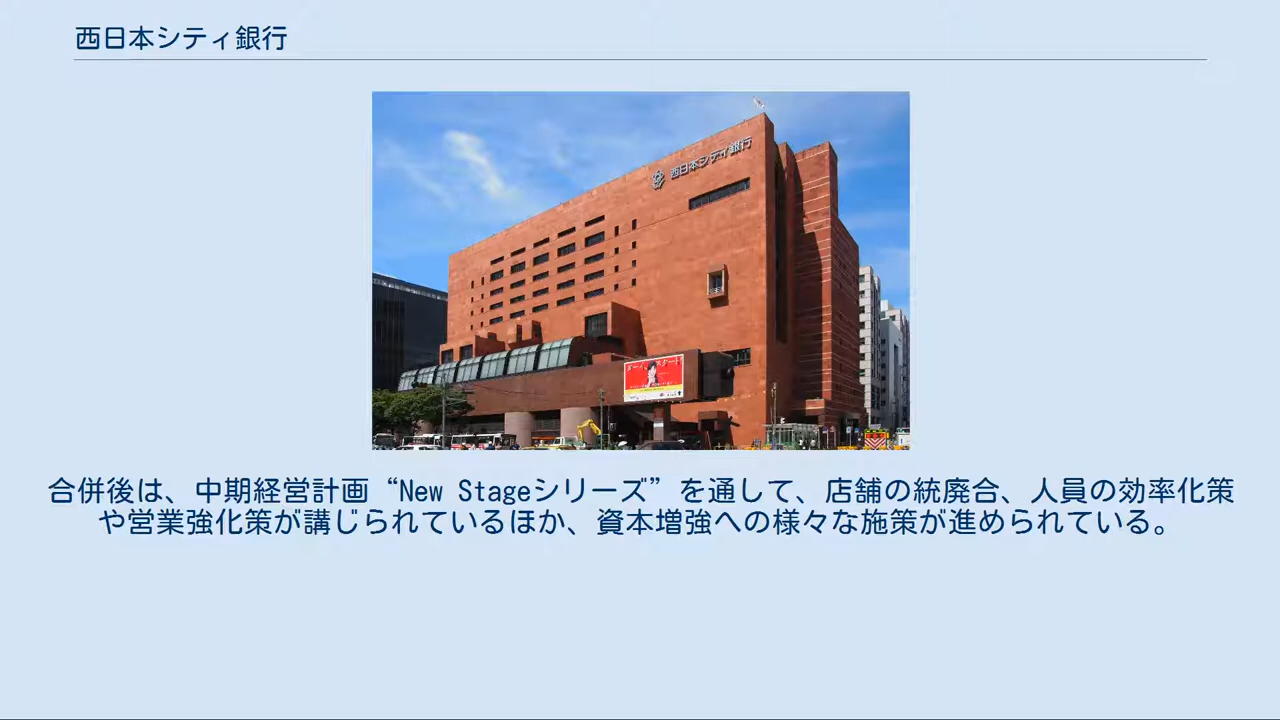 西日本シティ銀行
西日本シティ銀行
合併後は、中期経営計画“New Stageシリーズ”を通して、店舗の統廃合、人員の効率化策
や営業強化策が講じられているほか、資本増強への様々な施策が進められている。